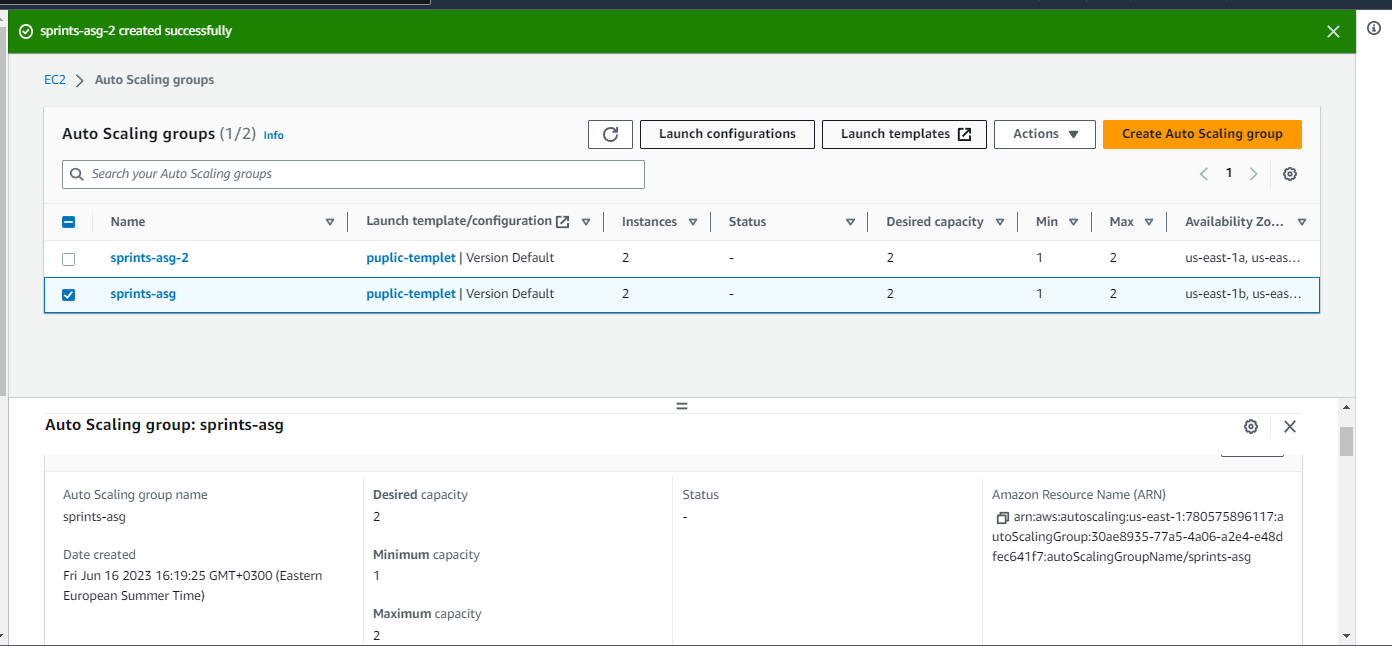 sprints-asg-2 created successfully
EC2 Auto Scaling groups
Auto Scaling groups (1/2) Info
Launch configurations
Launch templates
Actions
Create Auto Scaling group
Search your Auto Scaling groups
1
Name Launch template/configuration Instances Status Desired capacity Min Max Availability Zo...
sprints-asg-2 puplic-templet | Version Default 2 - 2 1 2 us-east-1a, us-eas...
sprints-asg puplic-templet | Version Default 2 - 2 1 2 us-east-1b, us-eas...
Auto Scaling group: sprints-asg
Auto Scaling group name
sprints-asg
Date created
Fri Jun 16 2023 16:19:25 GMT+0300 (Eastern
European Summer Time)
Desired capacity
2
Minimum capacity
1
Maximum capacity
2
Status
-
Amazon Resource Name (ARN)
arn:aws:autoscaling:us-east-1:780575896117:a
utoScalingGroup:30ae8935-77a5-4a06-a2e4-e48d
fec641f7:autoScalingGroupName/sprints-asg